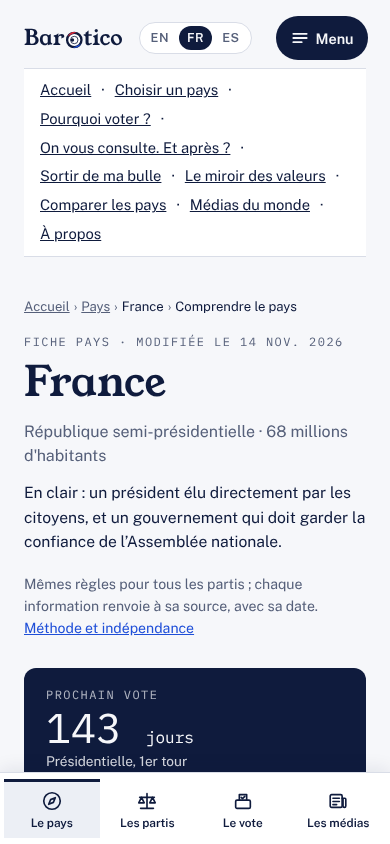 Barotico EN FR ES Menu
Accueil · Choisir un pays ·
Pourquoi voter ? ·
On vous consulte. Et après ? ·
Sortir de ma bulle · Le miroir des valeurs ·
Comparer les pays · Médias du monde ·
À propos
Accueil › Pays › France › Comprendre le pays
FICHE PAYS · MODIFIÉE LE 14 NOV. 2026
France
République semi-présidentielle · 68 millions
d'habitants
En clair : un président élu directement par les
citoyens, et un gouvernement qui doit garder la
confiance de l’Assemblée nationale.
Mêmes règles pour tous les partis ; chaque
information renvoie à sa source, avec sa date.
Méthode et indépendance
PROCHAIN VOTE
143 jours
Présidentielle, 1er tour
Le pays Les partis Le vote Les médias